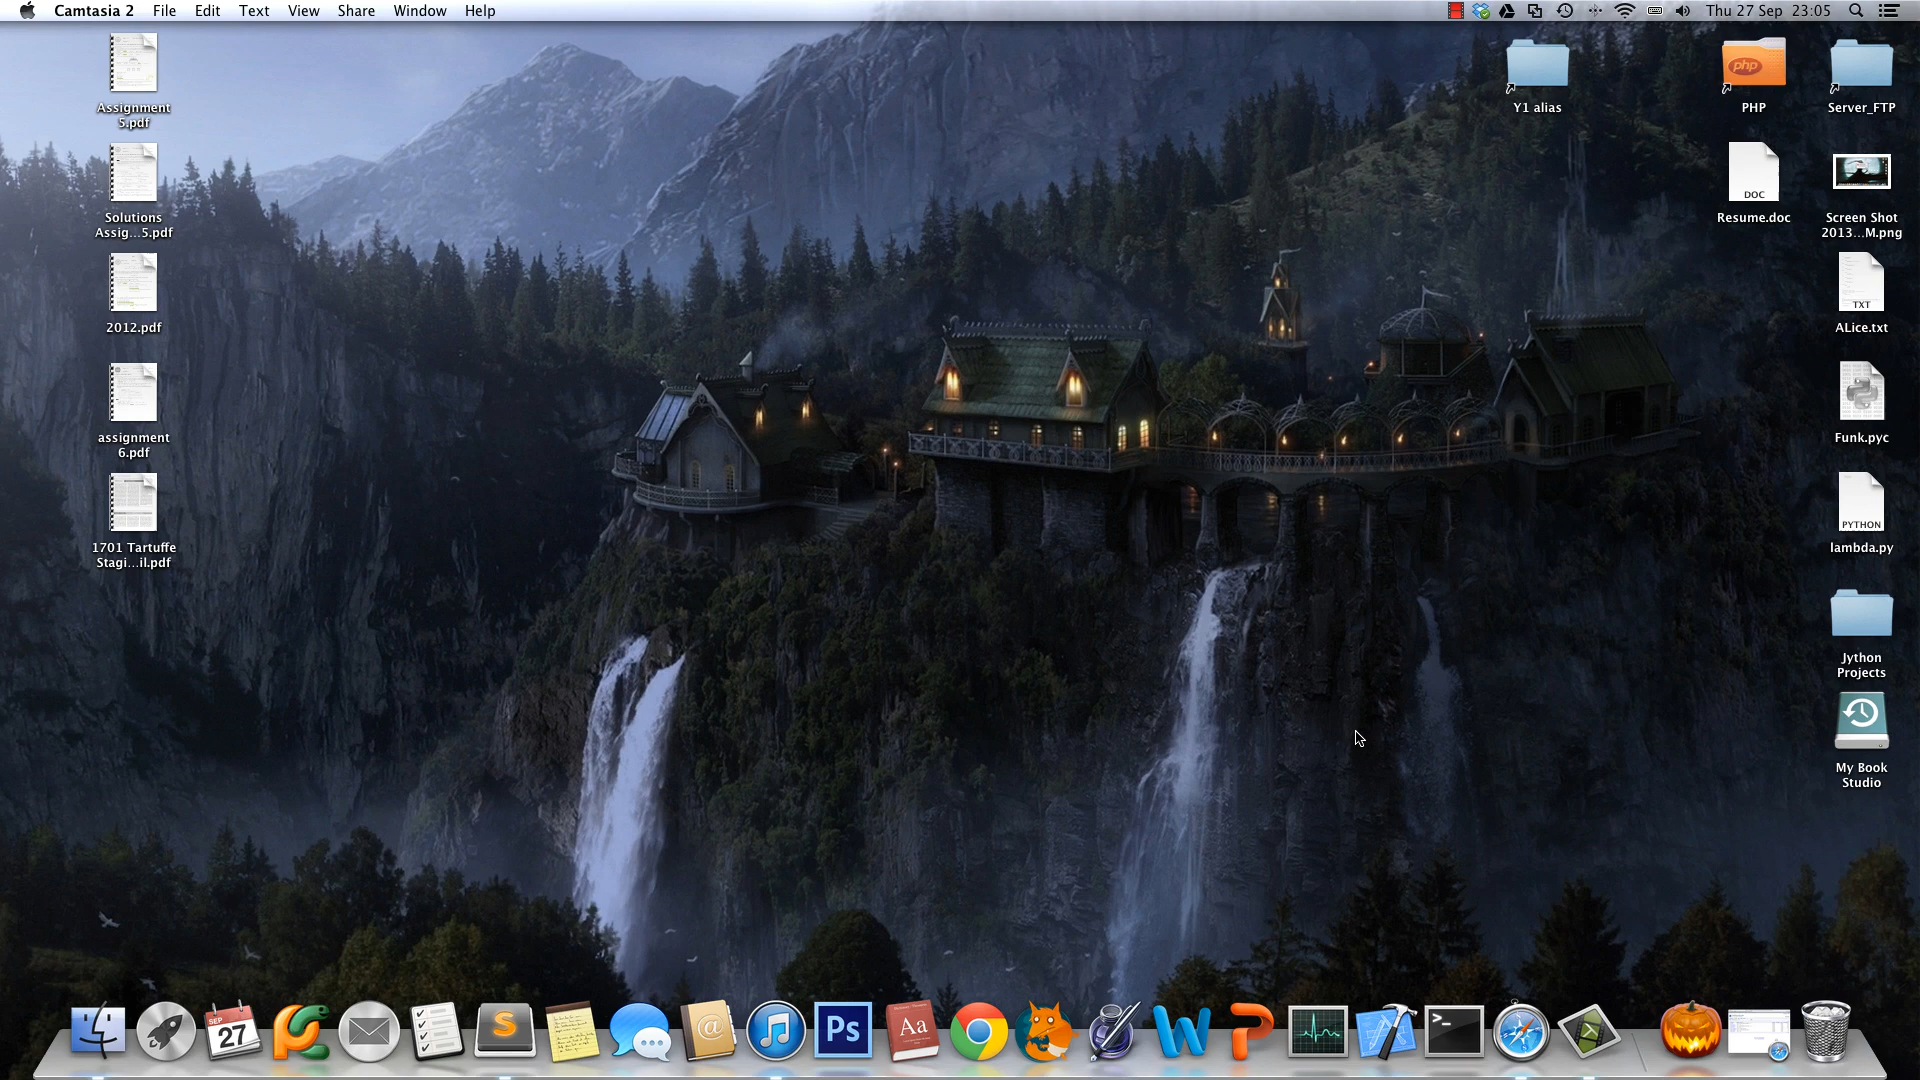 Camtasia 2 File Edit Text View Share Window Help Thu 27 Sep 23:05
Assignment
5.pdf
Solutions
Assig...5.pdf
2012.pdf
assignment
6.pdf
1701 Tartuffe
Stagi...il.pdf
Y1 alias
php
PHP
Server_FTP
DOC
Resume.doc
Screen Shot
2013...M.png
TXT
ALice.txt
Funk.pyc
PYTHON
lambda.py
Jython
Projects
My Book
Studio
SEP
27
S
@
Ps
Aa
W
P
>_